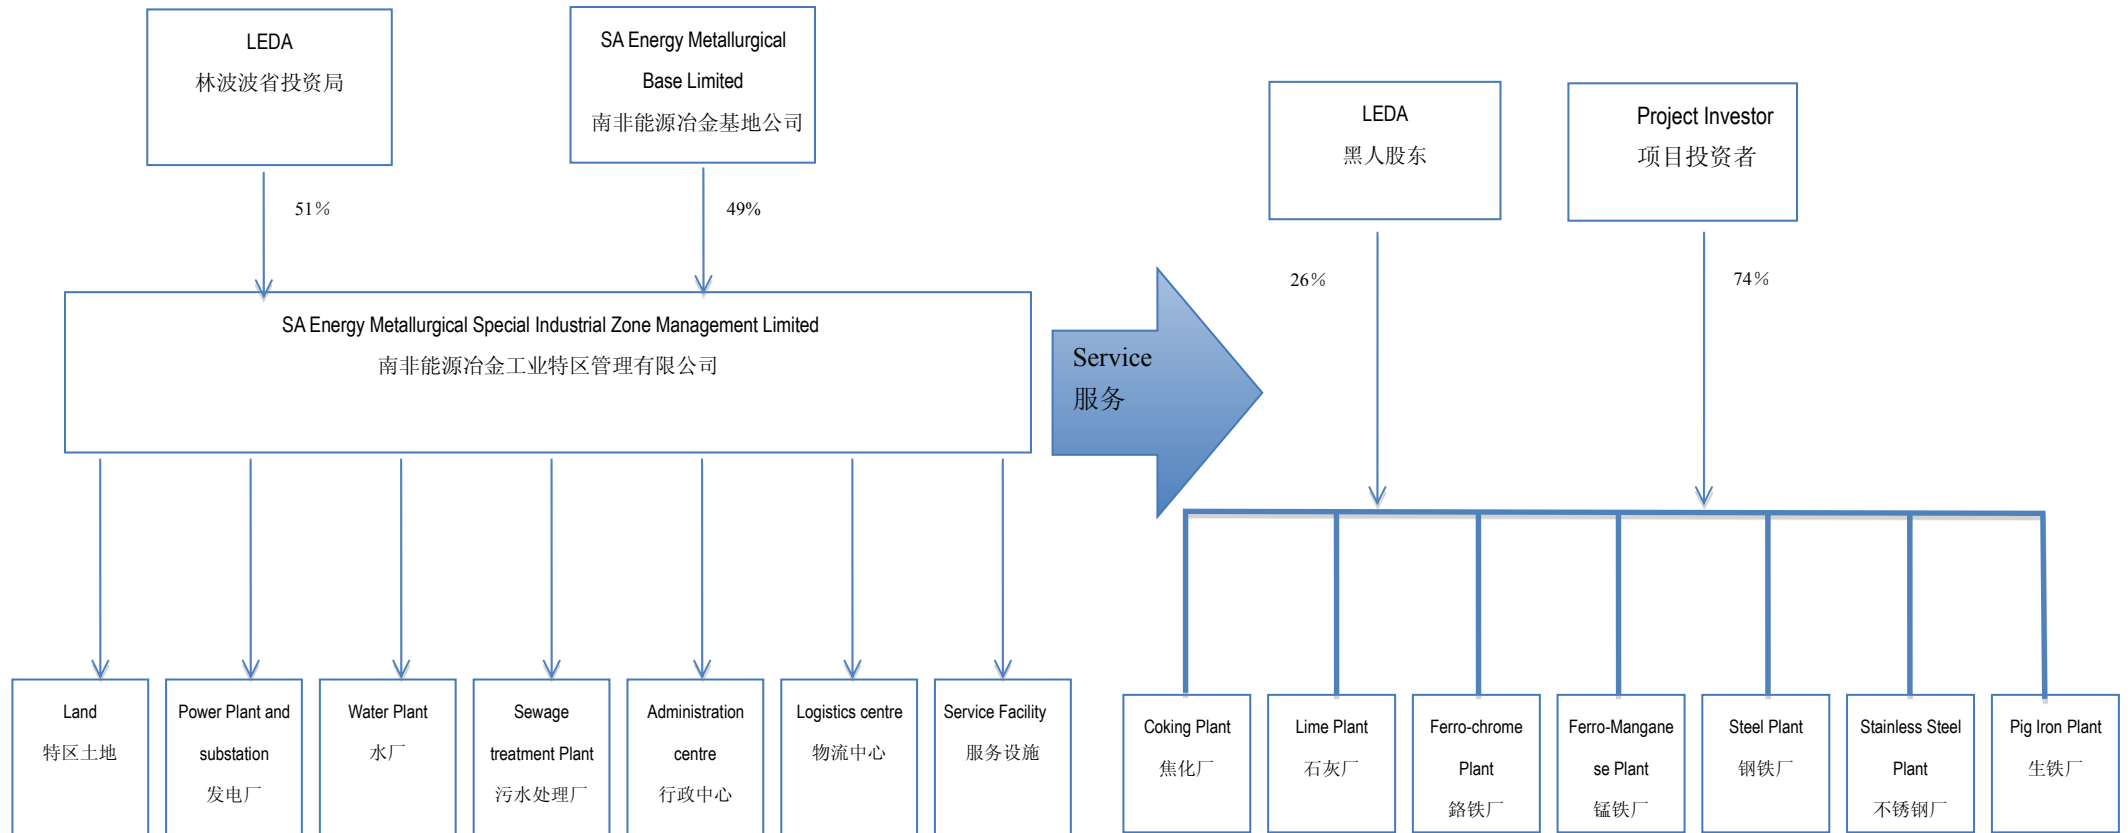 LEDA
林波波省投资局
SA Energy Metallurgical
Base Limited
南非能源冶金基地公司
51%
49%
SA Energy Metallurgical Special Industrial Zone Management Limited
南非能源冶金工业特区管理有限公司
Service
服务
LEDA
黑人股东
Project Investor
项目投资者
26%
74%
Land
特区土地
Power Plant and
substation
发电厂
Water Plant
水厂
Sewage
treatment Plant
污水处理厂
Administration
centre
行政中心
Logistics centre
物流中心
Service Facility
服务设施
Coking Plant
焦化厂
Lime Plant
石灰厂
Ferro-chrome
Plant
鉻铁厂
Ferro-Mangane
se Plant
锰铁厂
Steel Plant
钢铁厂
Stainless Steel
Plant
不锈钢厂
Pig Iron Plant
生铁厂